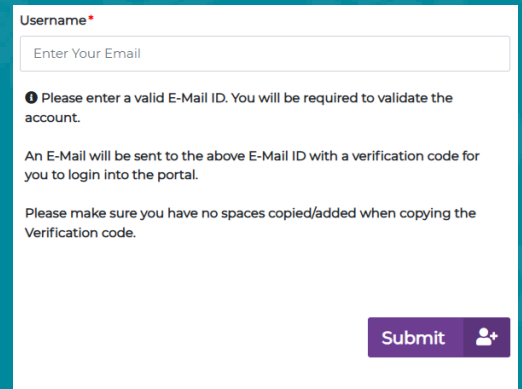 Username*
Enter Your Email
Please enter a valid E-Mail ID. You will be required to validate the
account.
An E-Mail will be sent to the above E-Mail ID with a verification code for
you to login into the portal.
Please make sure you have no spaces copied/added when copying the
Verification code.
Submit